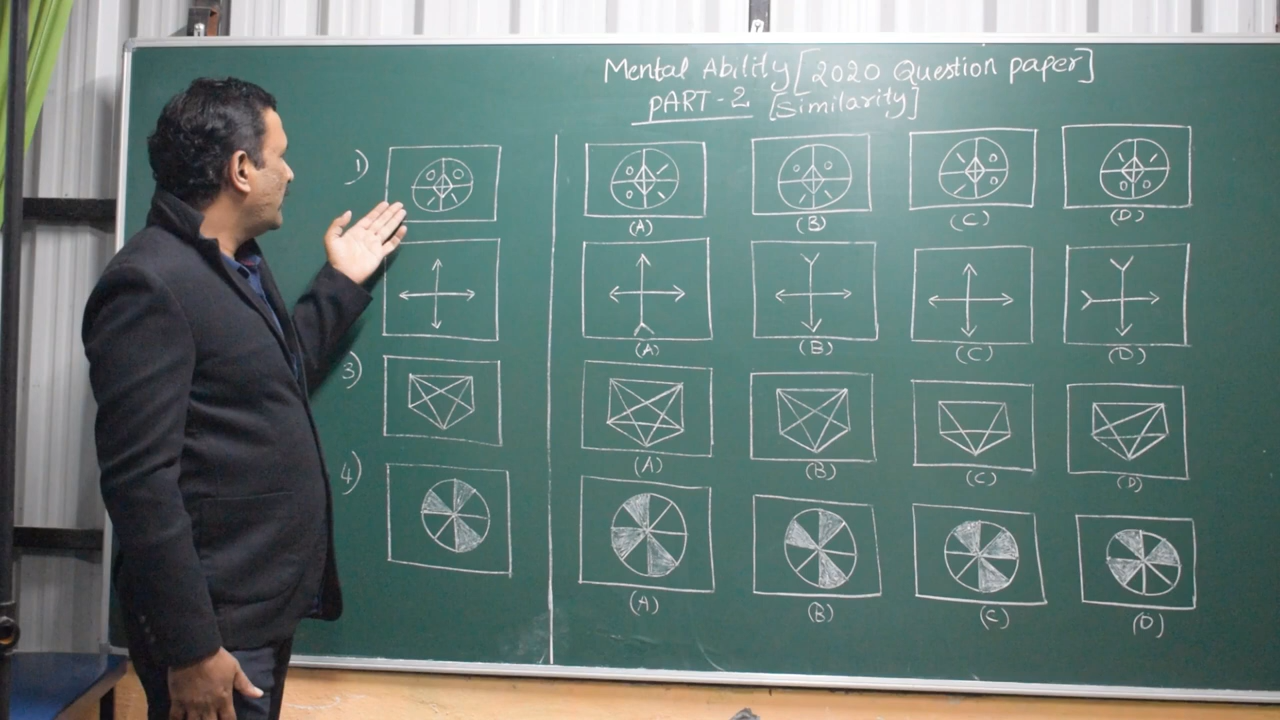 Mental Ability [2020 Question paper]
PART - 2 [Similarity]
1)
(A) (B) (C) (D)
(A) (B) (C) (D)
3)
(A) (B) (C) (D)
4)
(A) (B) (C) (D)